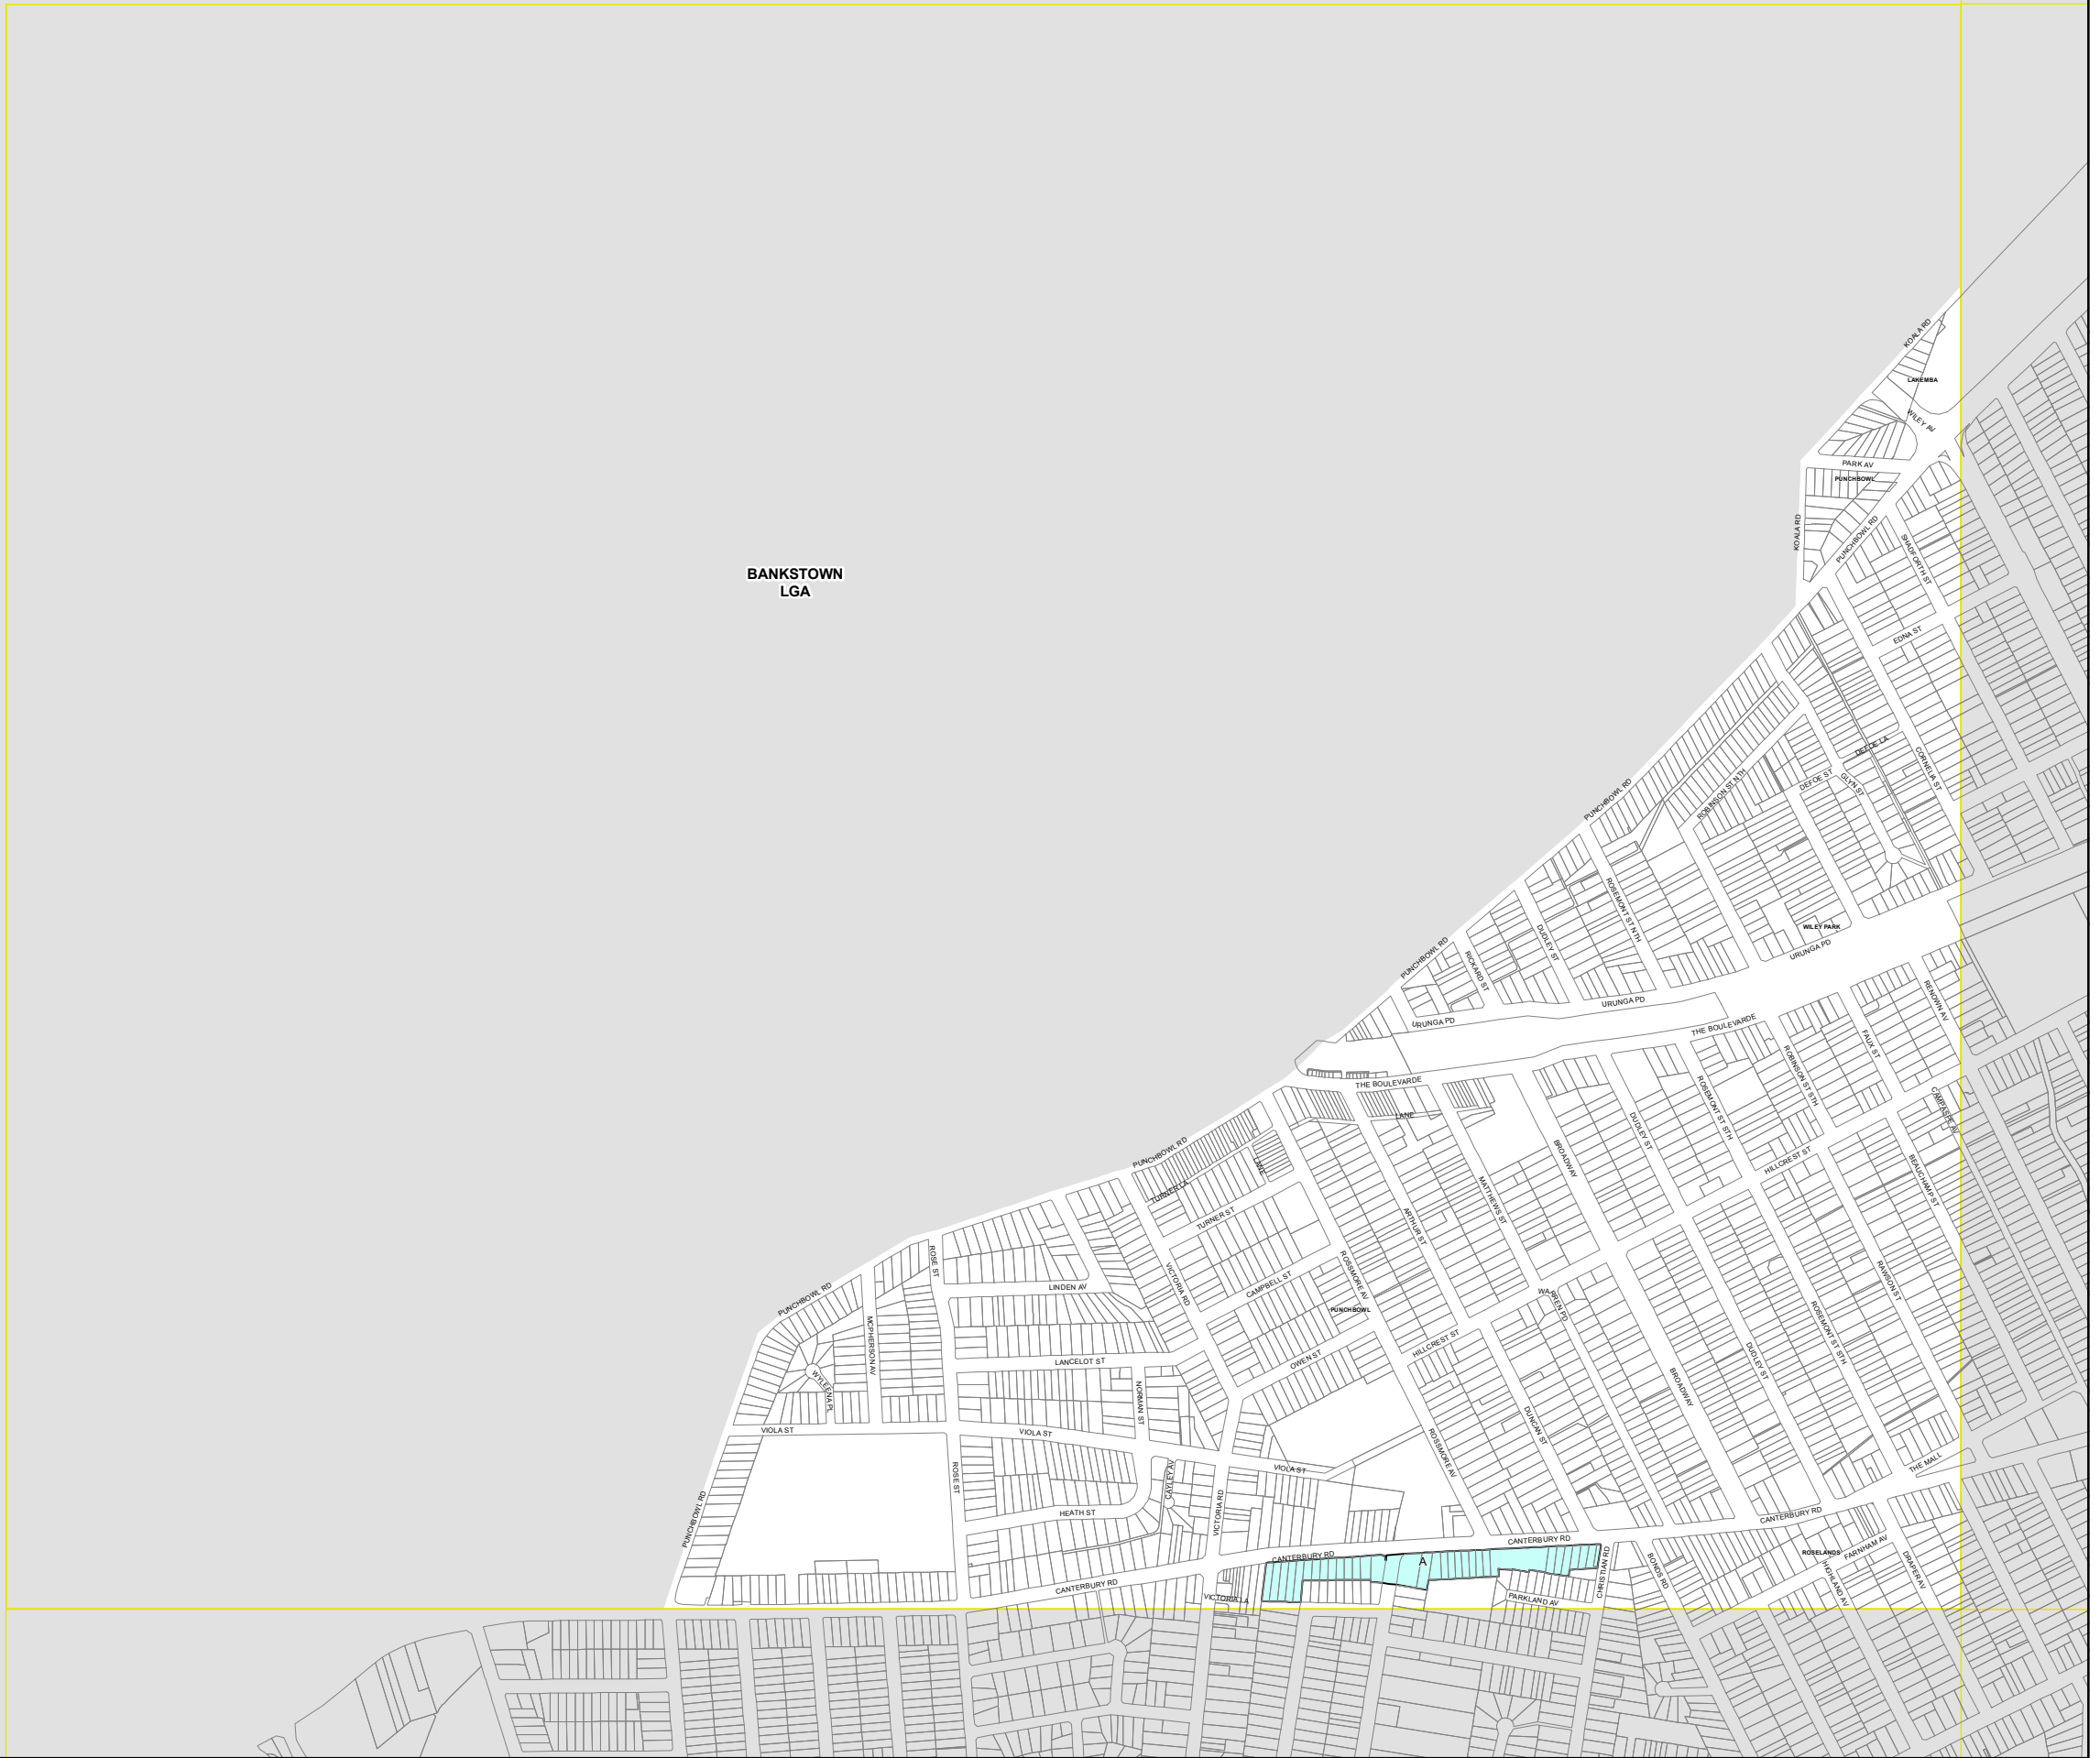 KOALA RD
LAKEMBA
WILEY AV
PARK AV
PUNCHBOWL
KOALA RD
PUNCHBOWL RD
SHADFORTH ST
BANKSTOWN
LGA
EDNA ST
DEFOE LA
CORNELIA ST
DEFOE ST
GLYN ST
PUNCHBOWL RD
ROBINSON ST NTH
ROSEMONT ST NTH
WILEY PARK
DUDLEY ST
PUNCHBOWL RD
URUNGA PD
RICKARD ST
URUNGA PD
RENOWN AV
URUNGA PD
THE BOULEVARDE
FAUX ST
ROBINSON ST STH
THE BOULEVARDE
LANE
ROSEMONT ST STH
CAMPASPE AV
DUDLEY ST
PUNCHBOWL RD
LANE
BROADWAY
HILLCREST ST
TURNER LA
BEAUCHAMP ST
MATTHEWS ST
TURNER ST
ARTHUR ST
ROSE ST
ROSSMORE AV
VICTORIA RD
CAMPBELL ST
LINDEN AV
RAWSON ST
PUNCHBOWL RD
WARREN PD
PUNCHBOWL
ROSEMONT ST STH
MCPHERSON AV
HILLCREST ST
OWEN ST
LANCELOT ST
DUDLEY ST
BROADWAY
WYLEENA PL
NORMAN ST
DUNCAN ST
VIOLA ST
VIOLA ST
ROSSMORE AV
THE MALL
VIOLA ST
ROSE ST
CAYLEY AV
VICTORIA RD
HEATH ST
CANTERBURY RD
PUNCHBOWL RD
CANTERBURY RD
FARNHAM AV
ROSELANDS
CANTERBURY RD
A
CHRISTIAN RD
BONDS RD
HIGHLAND AV
DRAPER AV
CANTERBURY RD
VICTORIA LA
PARKLAND AV